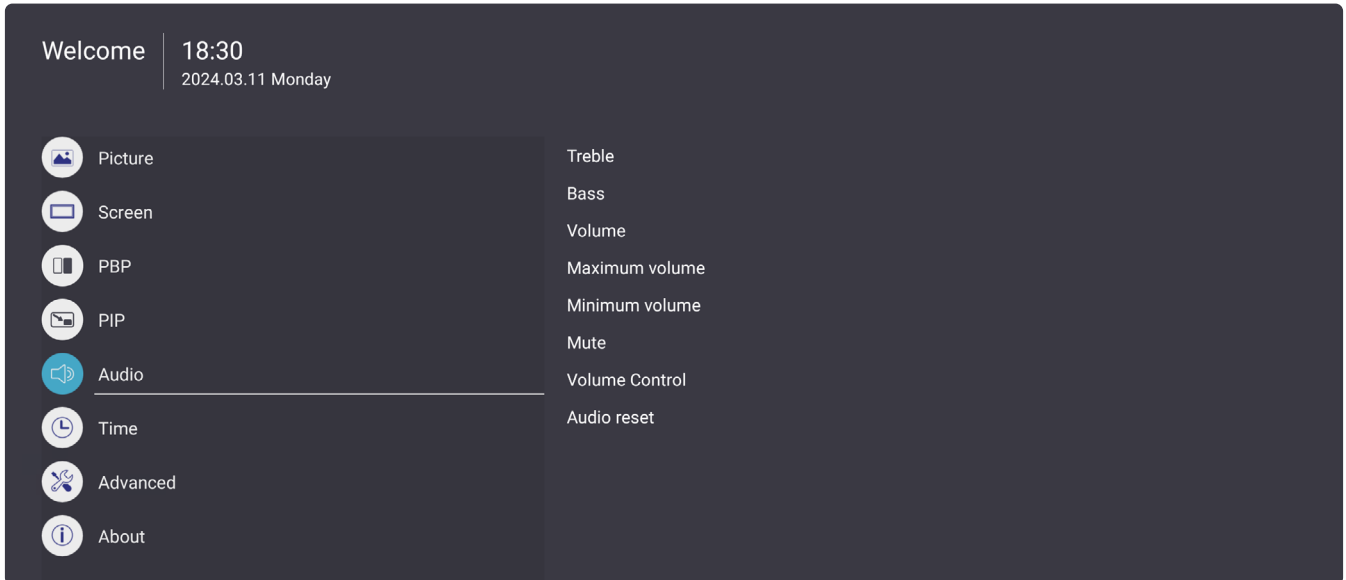 Welcome
18:30
2024.03.11 Monday
Picture
Screen
PBP
PIP
Audio
Time
Advanced
About
Treble
Bass
Volume
Maximum volume
Minimum volume
Mute
Volume Control
Audio reset